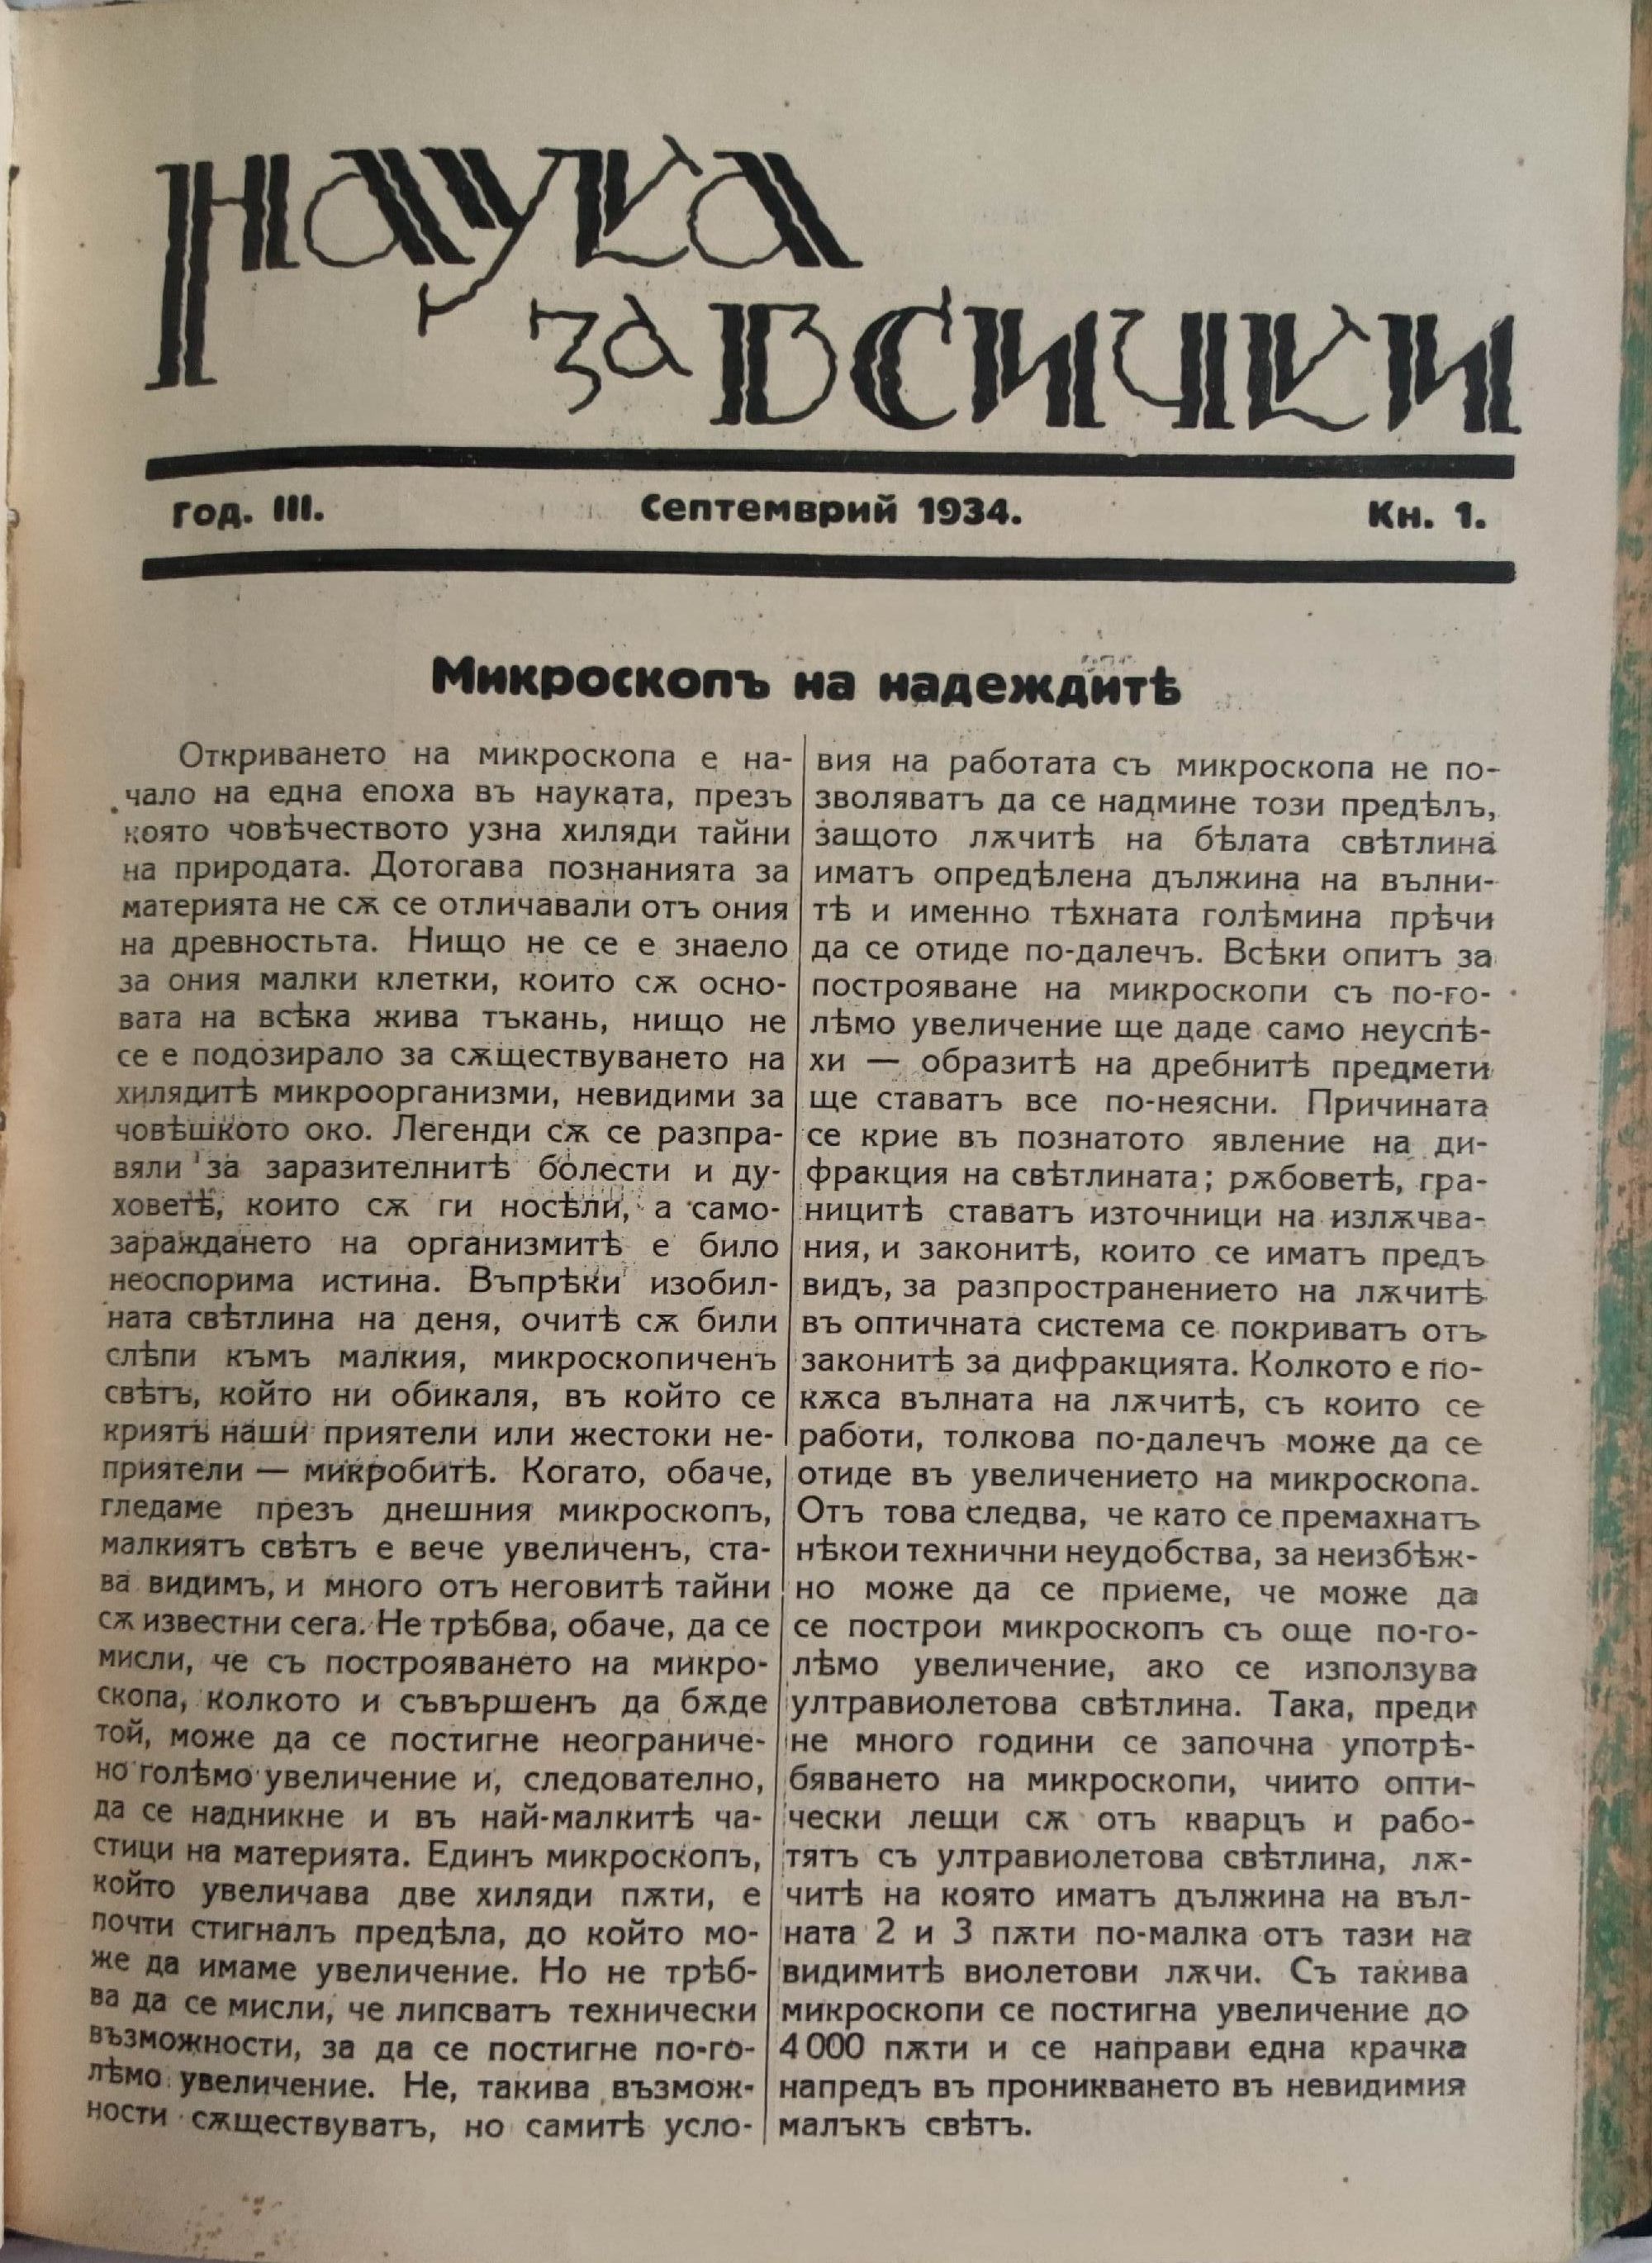 Наука
за всички
год. III.
Септемврий 1934.
Кн. 1.
Микроскопъ на надеждитѣ
Откриването на микроскопа е на-
чало на една епоха въ науката, презъ
която човѣчеството узна хиляди тайни
на природата. Дотогава познанията за
материята не сѫ се отличавали отъ ония
на древностьта. Нищо не се е знаело
за ония малки клетки, които сѫ осно-
вата на всѣка жива тъкань, нищо не
се е подозирало за сѫществуването на
хилядитѣ микроорганизми, невидими за
човѣшкото око. Легенди сѫ се разпра-
вяли за заразителнитѣ болести и ду-
ховетѣ, които сѫ ги носѣли, а само-
зараждането на организмитѣ е било
неоспорима истина. Въпрѣки изобил-
ната свѣтлина на деня, очитѣ сѫ били
слѣпи къмъ малкия, микроскопиченъ
свѣтъ, който ни обикаля, въ който се
криятъ наши приятели или жестоки не-
приятели — микробитѣ. Когато, обаче,
гледаме презъ днешния микроскопъ,
малкиятъ свѣтъ е вече увеличенъ, ста-
ва видимъ, и много отъ неговитѣ тайни
сѫ известни сега. Не трѣбва, обаче, да се
мисли, че съ построяването на микро-
скопа, колкото и съвършенъ да бѫде
той, може да се постигне неограниче-
но голѣмо увеличение и, следователно,
да се надникне и въ най-малкитѣ ча-
стици на материята. Единъ микроскопъ,
който увеличава две хиляди пѫти, е
почти стигналъ предѣла, до който мо-
же да имаме увеличение. Но не трѣб-
ва да се мисли, че липсватъ технически
възможности, за да се постигне по-го-
лѣмо увеличение. Не, такива възмож-
ности сѫществуватъ, но самитѣ усло-
вия на работата съ микроскопа не по-
зволяватъ да се надмине този предѣлъ,
защото лѫчитѣ на бѣлата свѣтлина
иматъ опредѣлена дължина на вълни-
тѣ и именно тѣхната голѣмина прѣчи
да се отиде по-далечъ. Всѣки опитъ за
построяване на микроскопи съ по-го-
лѣмо увеличение ще даде само неуспѣ-
хи — образитѣ на дребнитѣ предмети
ще ставатъ все по-неясни. Причината
се крие въ познатото явление на ди-
фракция на свѣтлината; рѫбоветѣ, гра-
ницитѣ ставатъ източници на излѫчва-
ния, и законитѣ, които се иматъ предъ
видъ, за разпространението на лѫчитѣ
въ оптичната система се покриватъ отъ
законитѣ за дифракцията. Колкото е по-
кѫса вълната на лѫчитѣ, съ които се
работи, толкова по-далечъ може да се
отиде въ увеличението на микроскопа.
Отъ това следва, че като се премахнатъ
нѣкои технични неудобства, за неизбѣж-
но може да се приеме, че може да
се построи микроскопъ съ още по-го-
лѣмо увеличение, ако се използува
ултравиолетова свѣтлина. Така, преди
не много години се започна употрѣ-
бяването на микроскопи, чиито опти-
чески лещи сѫ отъ кварцъ и рабо-
тятъ съ ултравиолетова свѣтлина, лѫ-
читѣ на която иматъ дължина на въл-
ната 2 и 3 пѫти по-малка отъ тази на
видимитѣ виолетови лѫчи. Съ такива
микроскопи се постигна увеличение до
4000 пѫти и се направи една крачка
напредъ въ проникването въ невидимия
малъкъ свѣтъ.